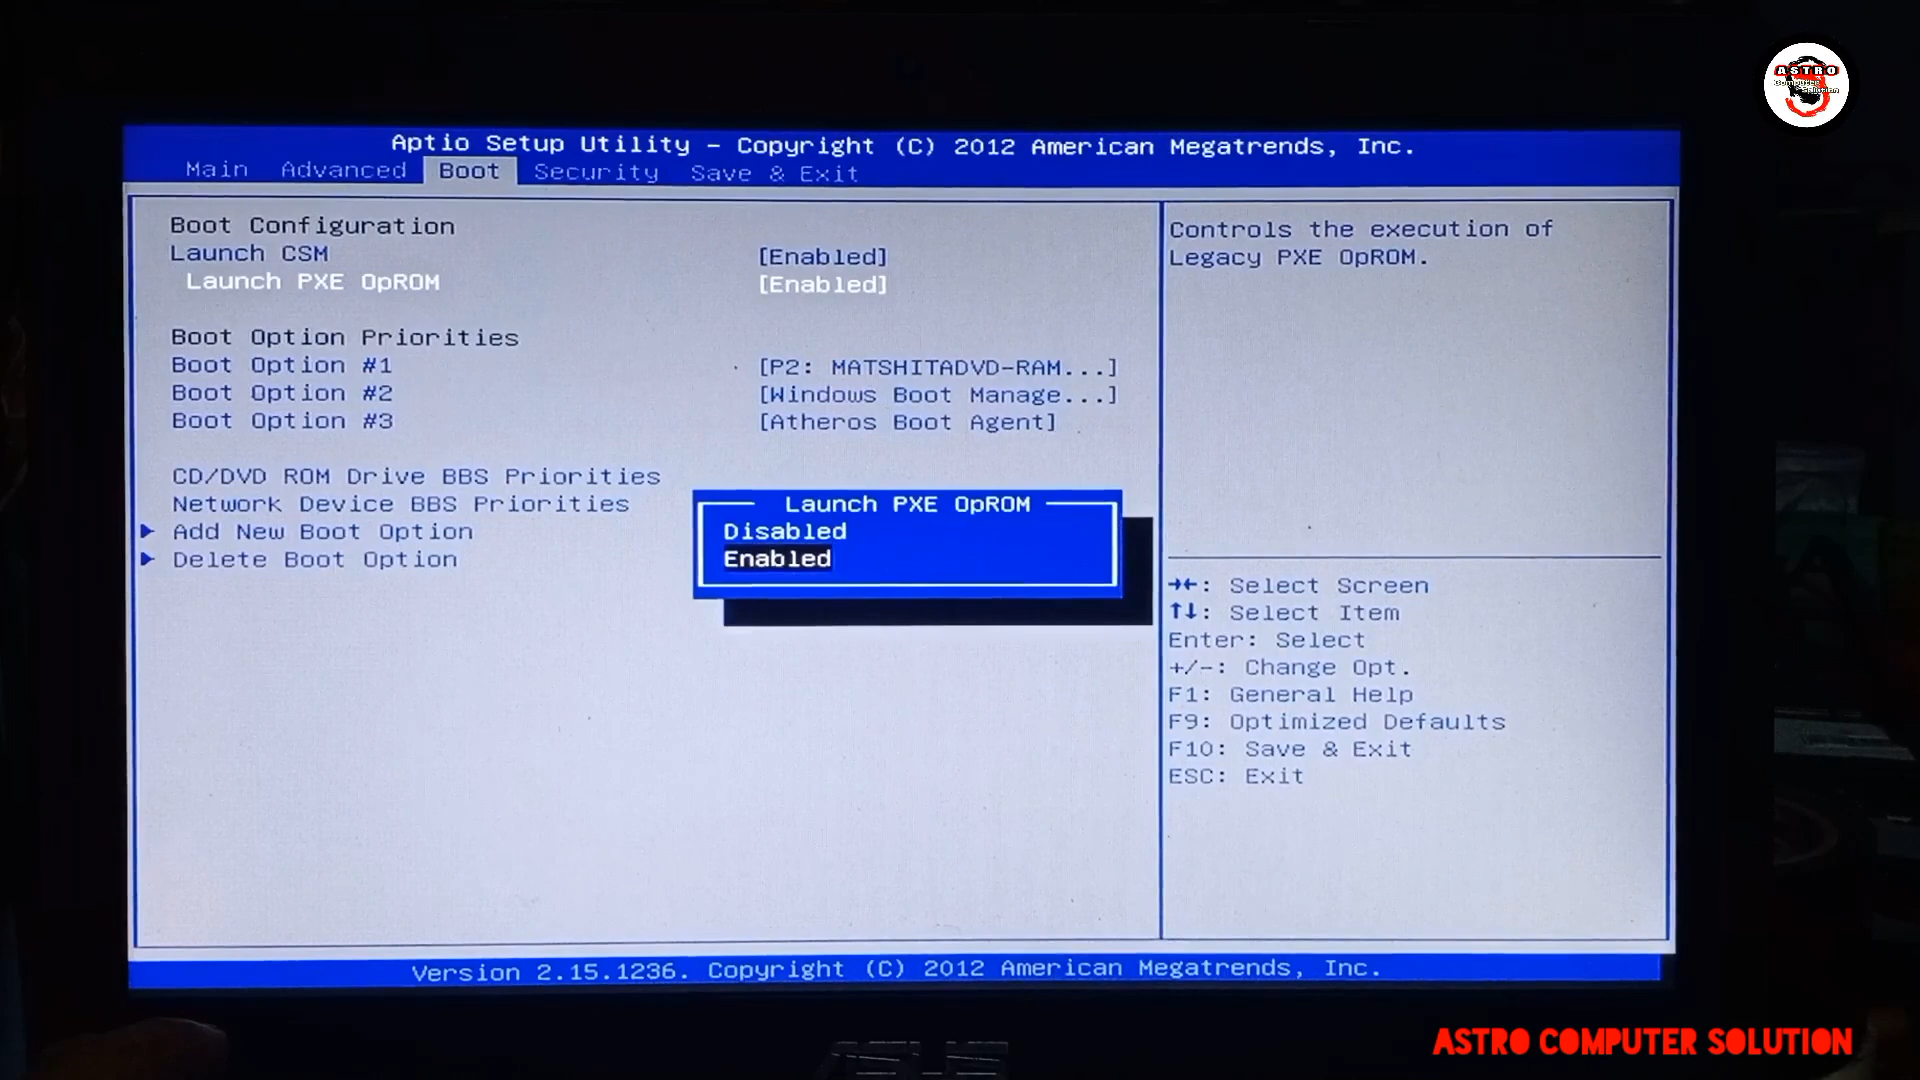 ASTRO
Computer
Solution
Aptio Setup Utility – Copyright (C) 2012 American Megatrends, Inc.
Main Advanced Boot Security Save & Exit
Boot Configuration
Launch CSM [Enabled]
Launch PXE OpROM [Enabled]
Boot Option Priorities
Boot Option #1 [P2: MATSHITADVD-RAM...]
Boot Option #2 [Windows Boot Manage...]
Boot Option #3 [Atheros Boot Agent]
CD/DVD ROM Drive BBS Priorities
Network Device BBS Priorities
Add New Boot Option
Delete Boot Option
Launch PXE OpROM
Disabled
Enabled
Controls the execution of
Legacy PXE OpROM.
→←: Select Screen
↑↓: Select Item
Enter: Select
+/-: Change Opt.
F1: General Help
F9: Optimized Defaults
F10: Save & Exit
ESC: Exit
Version 2.15.1236. Copyright (C) 2012 American Megatrends, Inc.
ASTRO COMPUTER SOLUTION